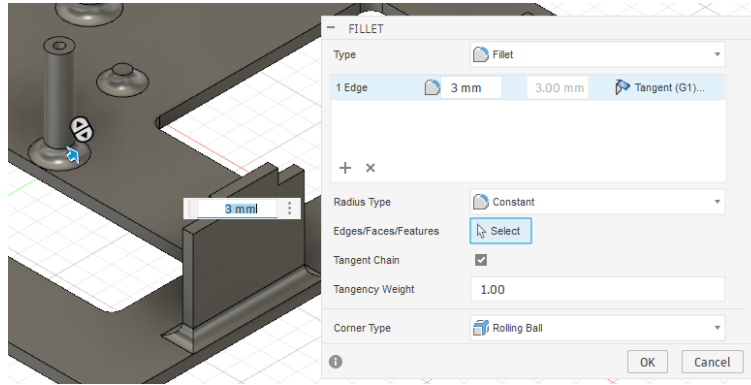 FILLET
Type Fillet
1 Edge 3 mm 3.00 mm Tangent (G1)...
3 mm
Radius Type Constant
Edges/Faces/Features Select
Tangent Chain
Tangency Weight 1.00
Corner Type Rolling Ball
OK Cancel